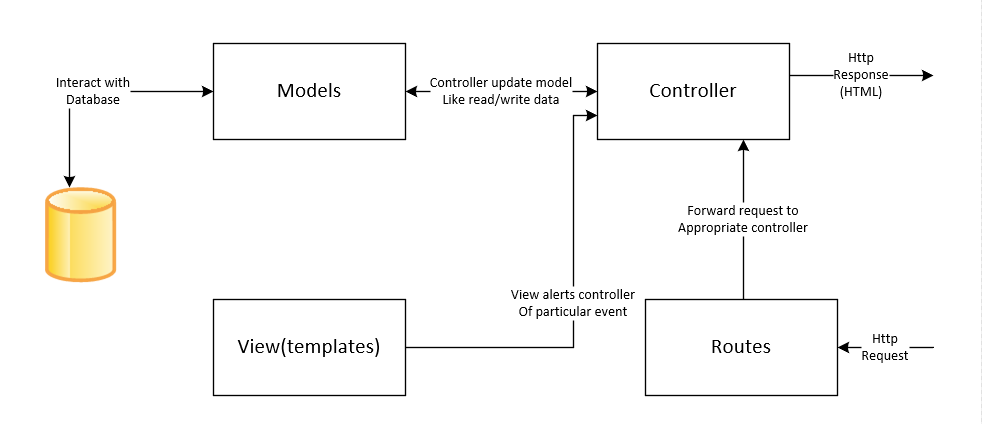 Http
Response
(HTML)
Interact with
Database
Models
Controller update model
Like read/write data
Controller
Forward request to
Appropriate controller
View alerts controller
Of particular event
View(templates)
Routes
Http
Request